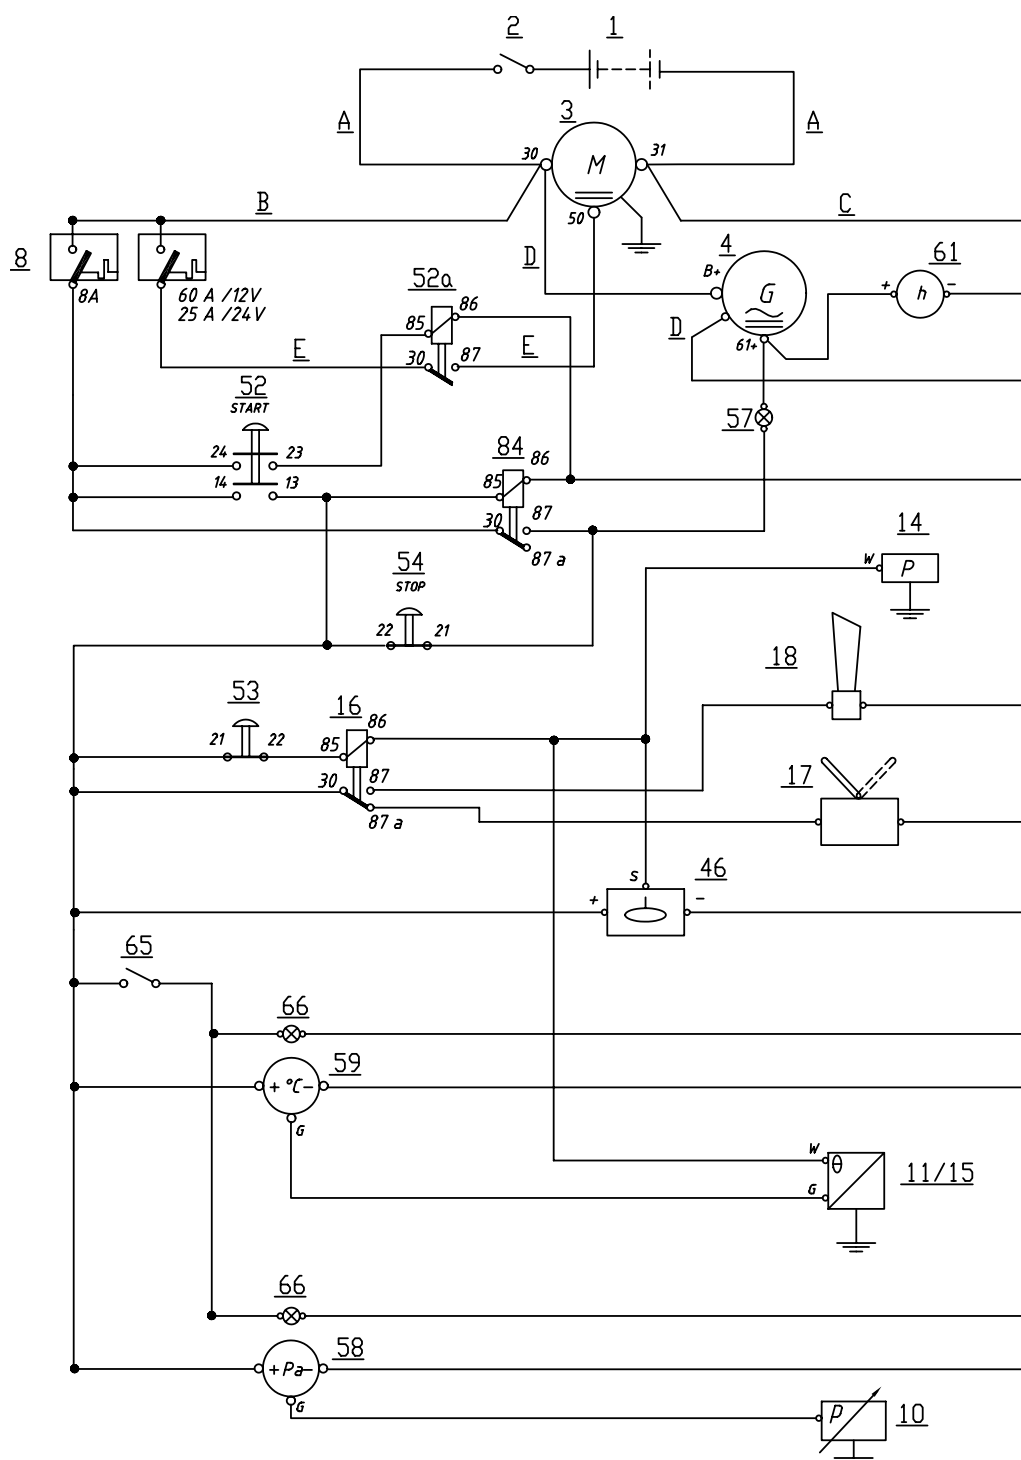 2
1
3
A
A
30
31
M
50
B
C
8
8A
60 A /12V
25 A /24V
4
D
B+
G
61
+
h
-
D
61+
52a
86
85
30
87
E
E
52
START
24
23
14
13
57
84
86
85
30
87
87 a
54
STOP
22
21
14
W
P
18
53
21
22
16
86
85
30
87
87 a
17
46
S
+
-
65
66
59
+ °C-
G
W
θ
G
11/15
66
58
+Pa-
G
P
10